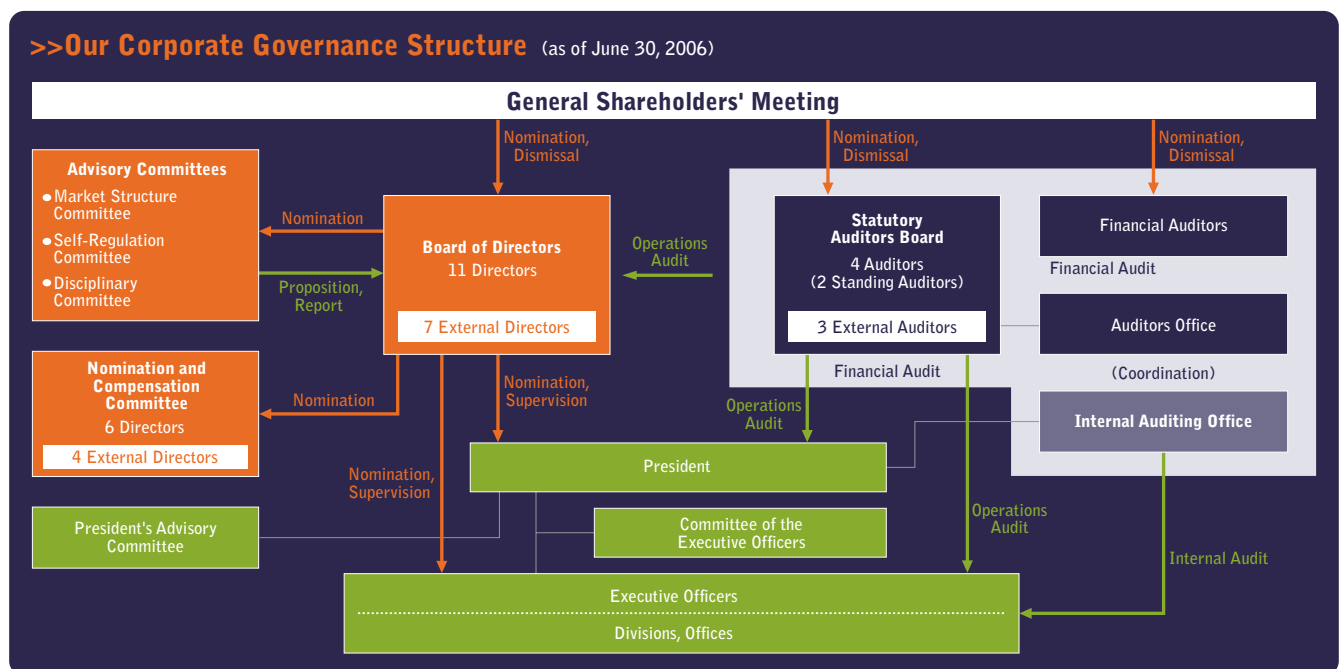 >>Our Corporate Governance Structure (as of June 30, 2006)
General Shareholders' Meeting
Nomination,
Dismissal
Nomination,
Dismissal
Nomination,
Dismissal
Advisory Committees
●Market Structure
Committee
●Self-Regulation
Committee
●Disciplinary
Committee
Nomination
Proposition,
Report
Board of Directors
11 Directors
7 External Directors
Operations
Audit
Statutory
Auditors Board
4 Auditors
(2 Standing Auditors)
3 External Auditors
Financial Audit
Financial Auditors
Financial Audit
Auditors Office
(Coordination)
Internal Auditing Office
Nomination and
Compensation
Committee
6 Directors
4 External Directors
Nomination
Nomination,
Supervision
Operations
Audit
President
Nomination,
Supervision
President's Advisory
Committee
Committee of the
Executive Officers
Operations
Audit
Internal Audit
Executive Officers
Divisions, Offices